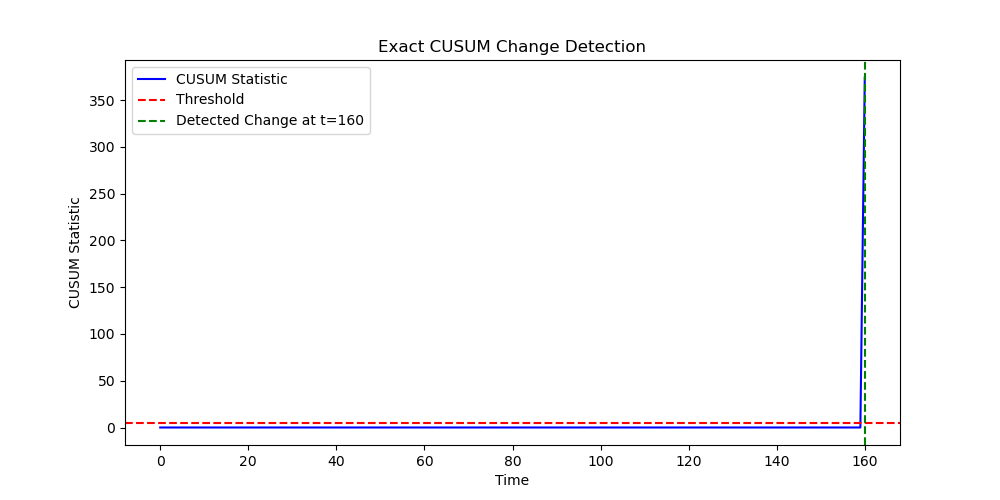 Exact CUSUM Change Detection
CUSUM Statistic
Threshold
Detected Change at t=160
CUSUM Statistic
350
300
250
200
150
100
50
0
0 20 40 60 80 100 120 140 160
Time